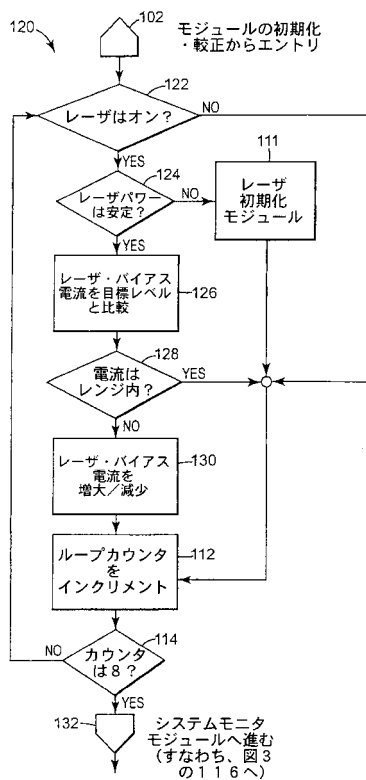 120
102
モジュールの初期化
・較正からエントリ
122
レーザはオン?
NO
YES
124
レーザパワー
は安定?
NO
111
レーザ
初期化
モジュール
YES
レーザ・バイアス
電流を目標レベル
と比較
126
128
電流は
レンジ内?
YES
NO
レーザ・バイアス
電流を
増大/減少
130
ループカウンタ
を
インクリメント
112
114
カウンタ
は8?
NO
YES
132
システムモニタ
モジュールへ進む
(すなわち、図3
の116へ)